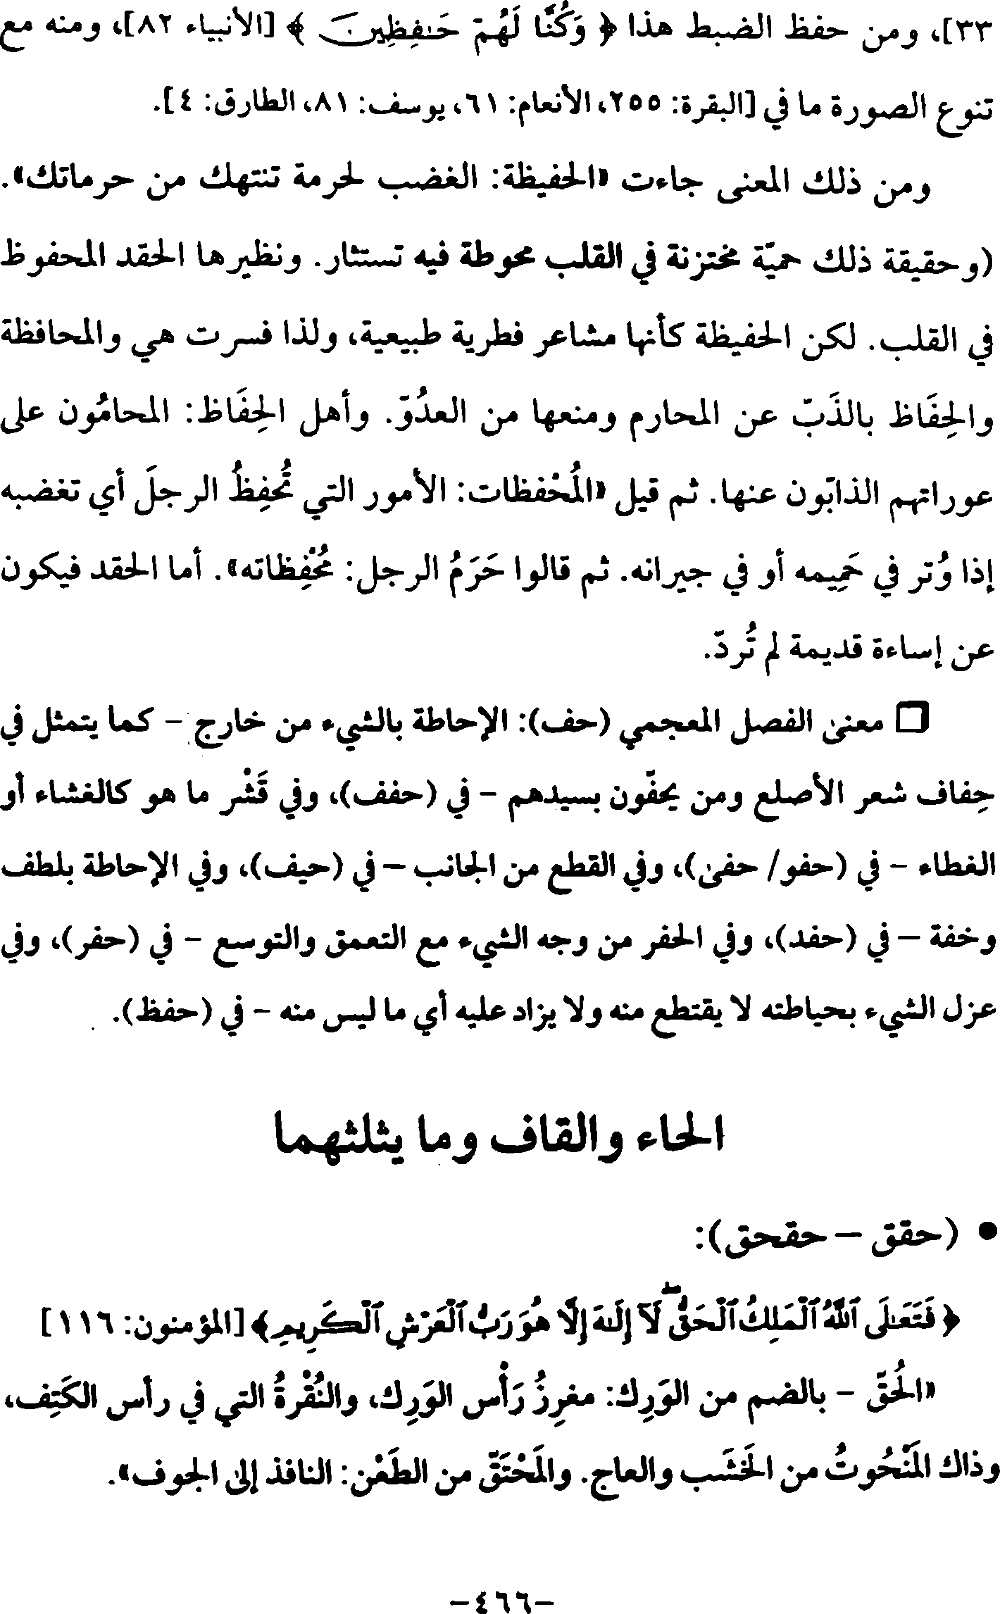 ٣٣]، ومن حفظ الضبط هذا ﴿ وَكُنَّا لَهُمْ حَـٰفِظِينَ ﴾ [الأنبياء ٨٢]، ومنه مع
تنوع الصورة ما في [البقرة: ٢٥٥، الأنعام: ٦١، يوسف: ٨١، الطارق: ٤].
ومن ذلك المعنى جاءت «الحفيظة: الغضب لحرمة تنتهك من حرماتك».
(وحقيقة ذلك حميّة مختزنة في القلب محوطة فيه تستثار. ونظيرها الحقد المحفوظ
في القلب. لكن الحفيظة كأنها مشاعر فطرية طبيعية، ولذا فسرت هي والمحافظة
والحِفَاظ بالذَبّ عن المحارم ومنعها من العدُوّ. وأهل الحِفَاظ: المحامُون على
عوراتهم الذابّون عنها. ثم قيل «المُحْفظات: الأمور التي تُحفِظُ الرجلَ أي تغضبه
إذا وُتر في حَمِيمه أو في جيرانه. ثم قالوا حَرَمُ الرجل: مُحْفِظاته». أما الحقد فيكون
عن إساءة قديمة لم تُردّ.
❒ معنى الفصل المعجمي (حف): الإحاطة بالشيء من خارج - كما يتمثل في
حِفاف شعر الأصلع ومن يحفّون بسيدهم - في (حفف)، وفي قَشْر ما هو كالغشاء أو
الغطاء - في (حفو/ حفى)، وفي القطع من الجانب – في (حيف)، وفي الإحاطة بلطف
وخفة – في (حفد)، وفي الحفر من وجه الشيء مع التعمق والتوسع - في (حفر)، وفي
عزل الشيء بحياطته لا يقتطع منه ولا يزاد عليه أي ما ليس منه - في (حفظ).
الحاء والقاف وما يثلثهما
• (حقق – حقحق):
﴿ فَتَعَـٰلَى ٱللَّهُ ٱلْمَلِكُ ٱلْحَقُّ ۖ لَآ إِلَـٰهَ إِلَّا هُوَ رَبُّ ٱلْعَرْشِ ٱلْكَرِيمِ ﴾ [المؤمنون: ١١٦]
«الحُقّ - بالضم من الوَرِك: مغرِزُ رَأْس الوَرِك، والنُقْرةُ التي في رأس الكَتِف،
وذاك المَنْحُوتُ من الخَشَب والعاج. والمَحْتَقّ من الطَعْن: النافذ إلى الجوف».
-٤٦٦-